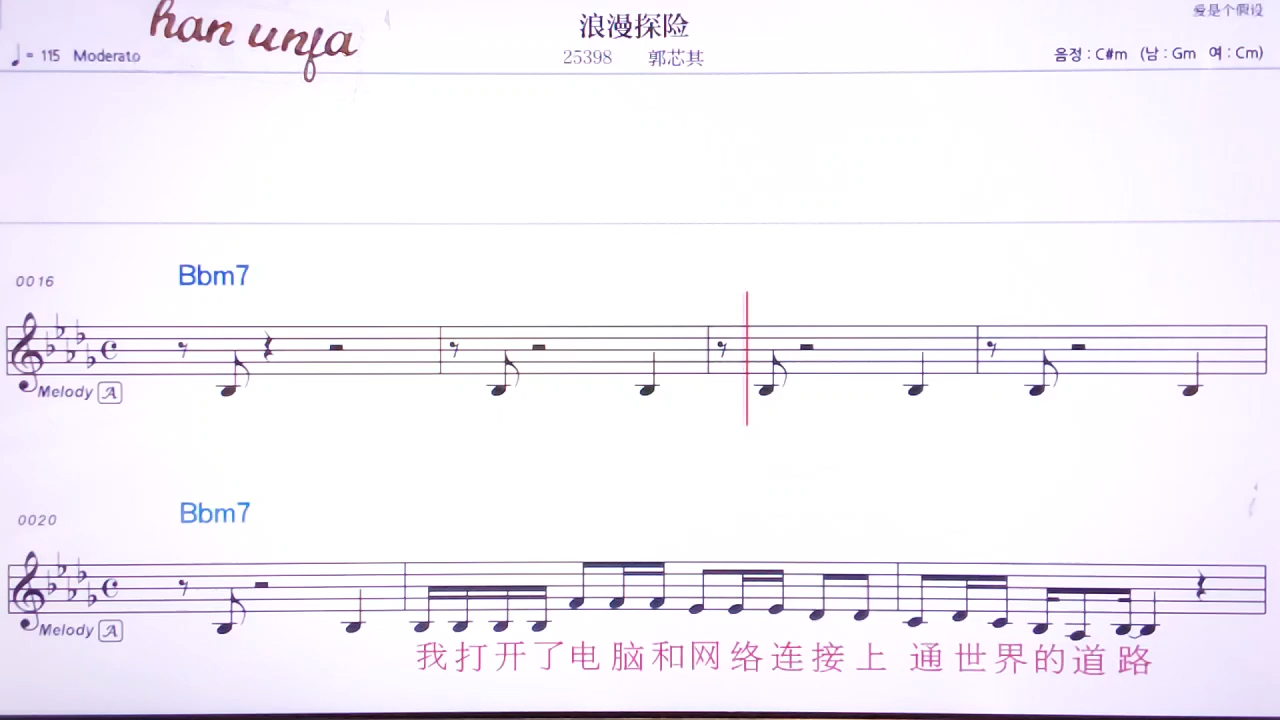 han unfa
浪漫探险
爱是个假设
♩= 115 Moderato
25398 郭芯其
음정 : C#m (남 : Gm 여 : Cm)
0016
Bbm7
Melody A
0020
Bbm7
Melody A
我打开了电脑和网络连接上 通世界的道路